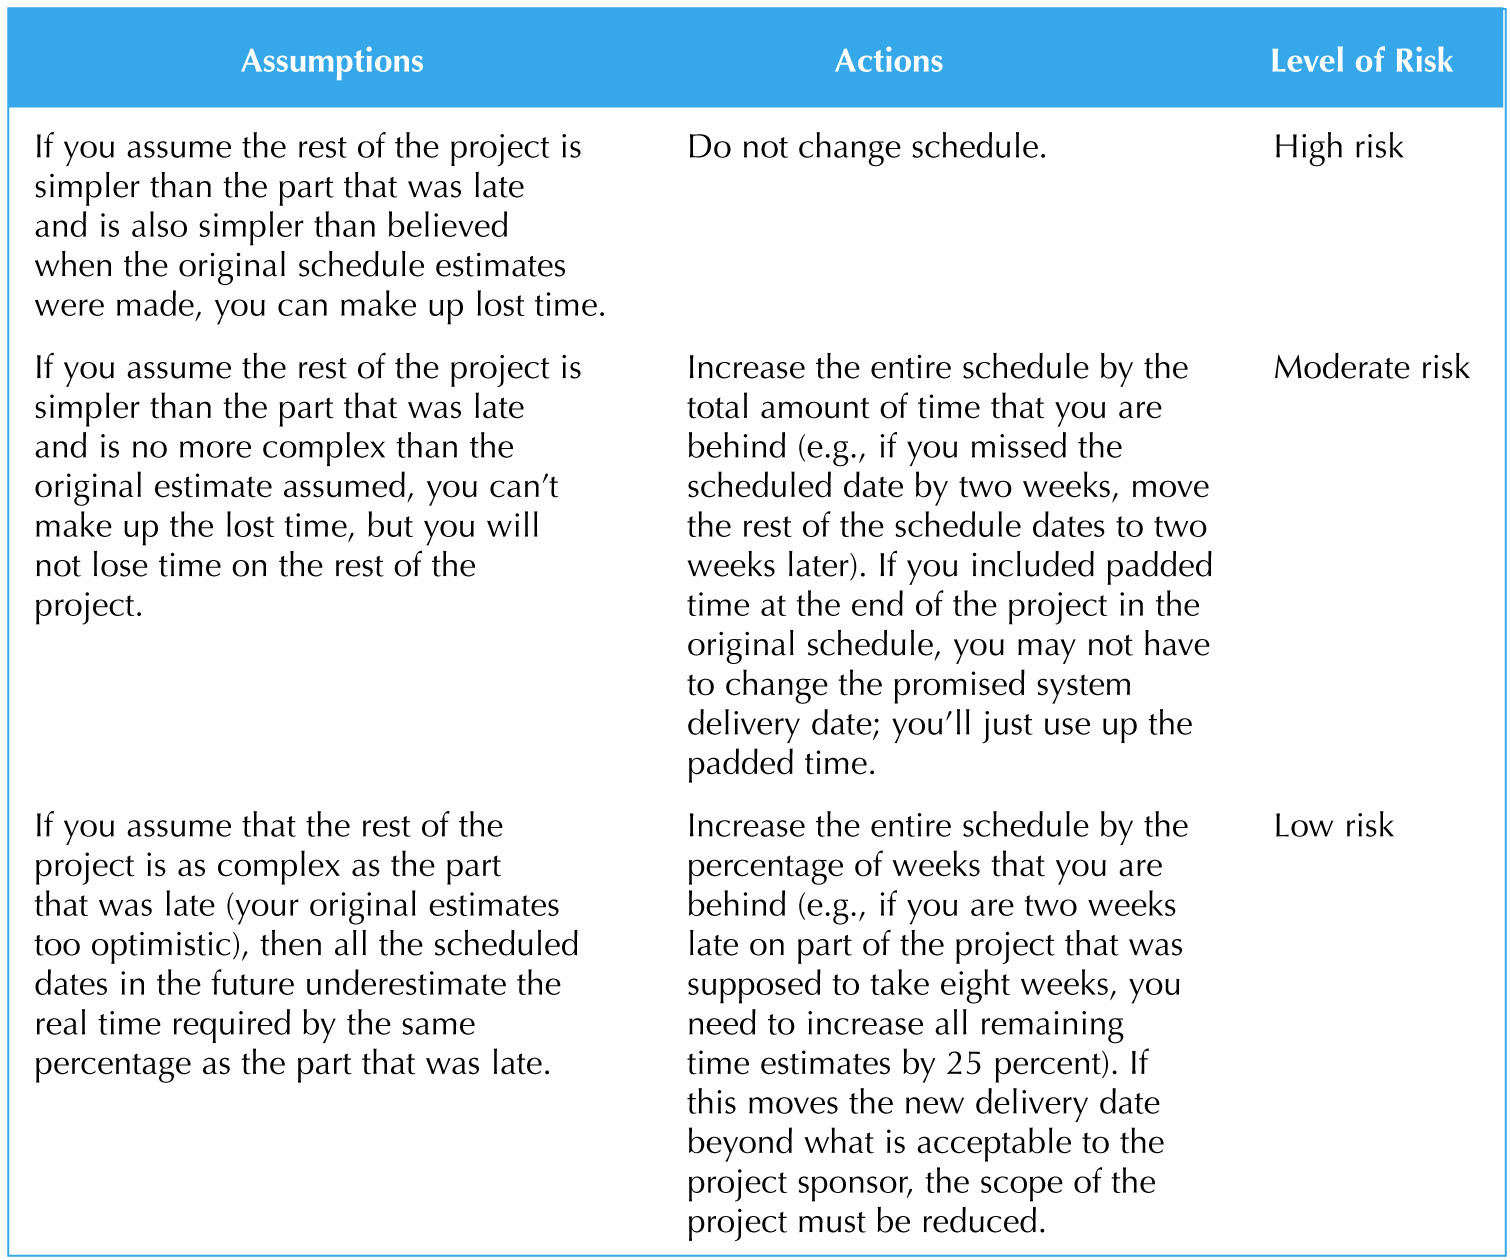 Assumptions Actions Level of Risk
If you assume the rest of the project is
simpler than the part that was late
and is also simpler than believed
when the original schedule estimates
were made, you can make up lost time.
Do not change schedule.
High risk
If you assume the rest of the project is
simpler than the part that was late
and is no more complex than the
original estimate assumed, you can’t
make up the lost time, but you will
not lose time on the rest of the
project.
Increase the entire schedule by the
total amount of time that you are
behind (e.g., if you missed the
scheduled date by two weeks, move
the rest of the schedule dates to two
weeks later). If you included padded
time at the end of the project in the
original schedule, you may not have
to change the promised system
delivery date; you’ll just use up the
padded time.
Moderate risk
If you assume that the rest of the
project is as complex as the part
that was late (your original estimates
too optimistic), then all the scheduled
dates in the future underestimate the
real time required by the same
percentage as the part that was late.
Increase the entire schedule by the
percentage of weeks that you are
behind (e.g., if you are two weeks
late on part of the project that was
supposed to take eight weeks, you
need to increase all remaining
time estimates by 25 percent). If
this moves the new delivery date
beyond what is acceptable to the
project sponsor, the scope of the
project must be reduced.
Low risk